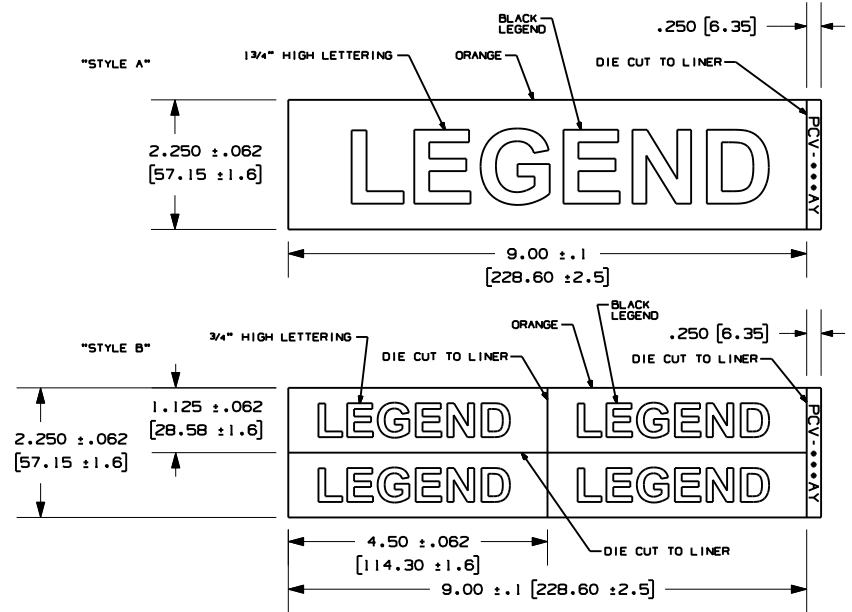 "STYLE A"
1 3/4" HIGH LETTERING
ORANGE
BLACK
LEGEND
.250 [6.35]
DIE CUT TO LINER
2.250 ±.062
[57.15 ±1.6]
LEGEND
PCV-••••AY
9.00 ±.1
[228.60 ±2.5]
"STYLE B"
3/4" HIGH LETTERING
DIE CUT TO LINER
ORANGE
BLACK
LEGEND
.250 [6.35]
DIE CUT TO LINER
2.250 ±.062
[57.15 ±1.6]
1.125 ±.062
[28.58 ±1.6]
LEGEND LEGEND
LEGEND LEGEND
PCV-••••AY
4.50 ±.062
[114.30 ±1.6]
DIE CUT TO LINER
9.00 ±.1 [228.60 ±2.5]